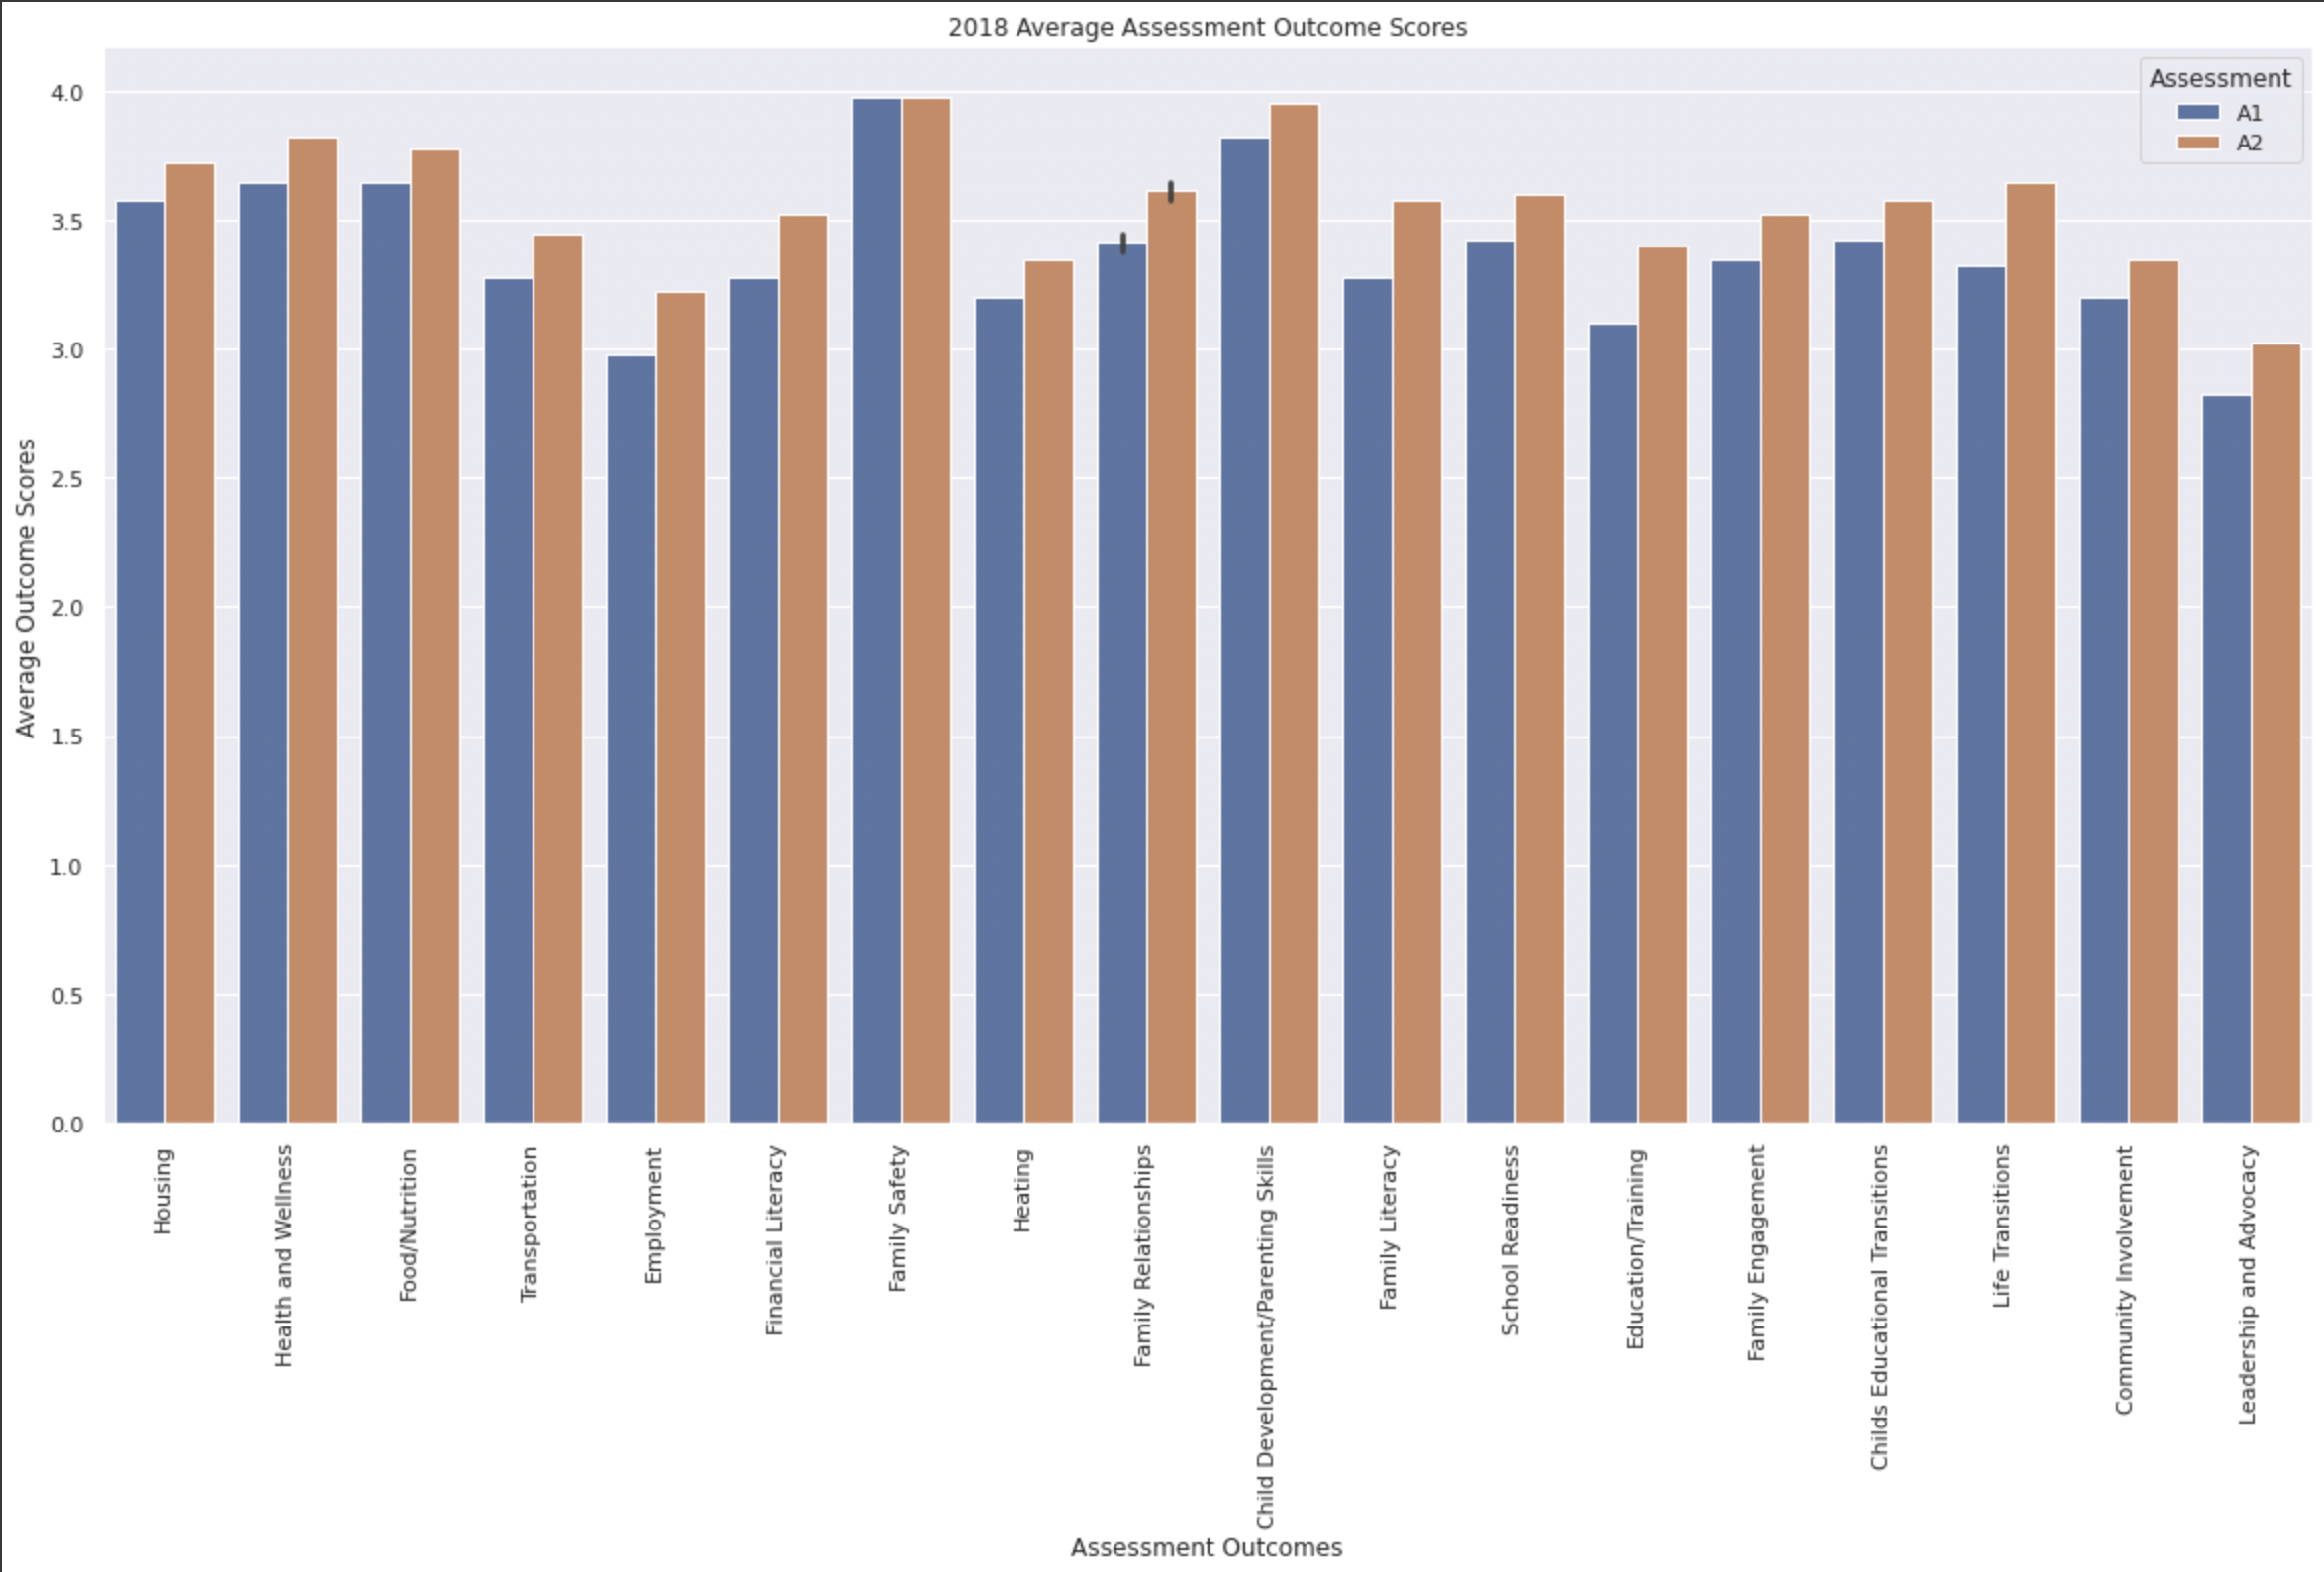 2018 Average Assessment Outcome Scores
Assessment
A1
A2
Average Outcome Scores
4.0
3.5
3.0
2.5
2.0
1.5
1.0
0.5
0.0
Housing
Health and Wellness
Food/Nutrition
Transportation
Employment
Financial Literacy
Family Safety
Heating
Family Relationships
Child Development/Parenting Skills
Family Literacy
School Readiness
Education/Training
Family Engagement
Childs Educational Transitions
Life Transitions
Community Involvement
Leadership and Advocacy
Assessment Outcomes